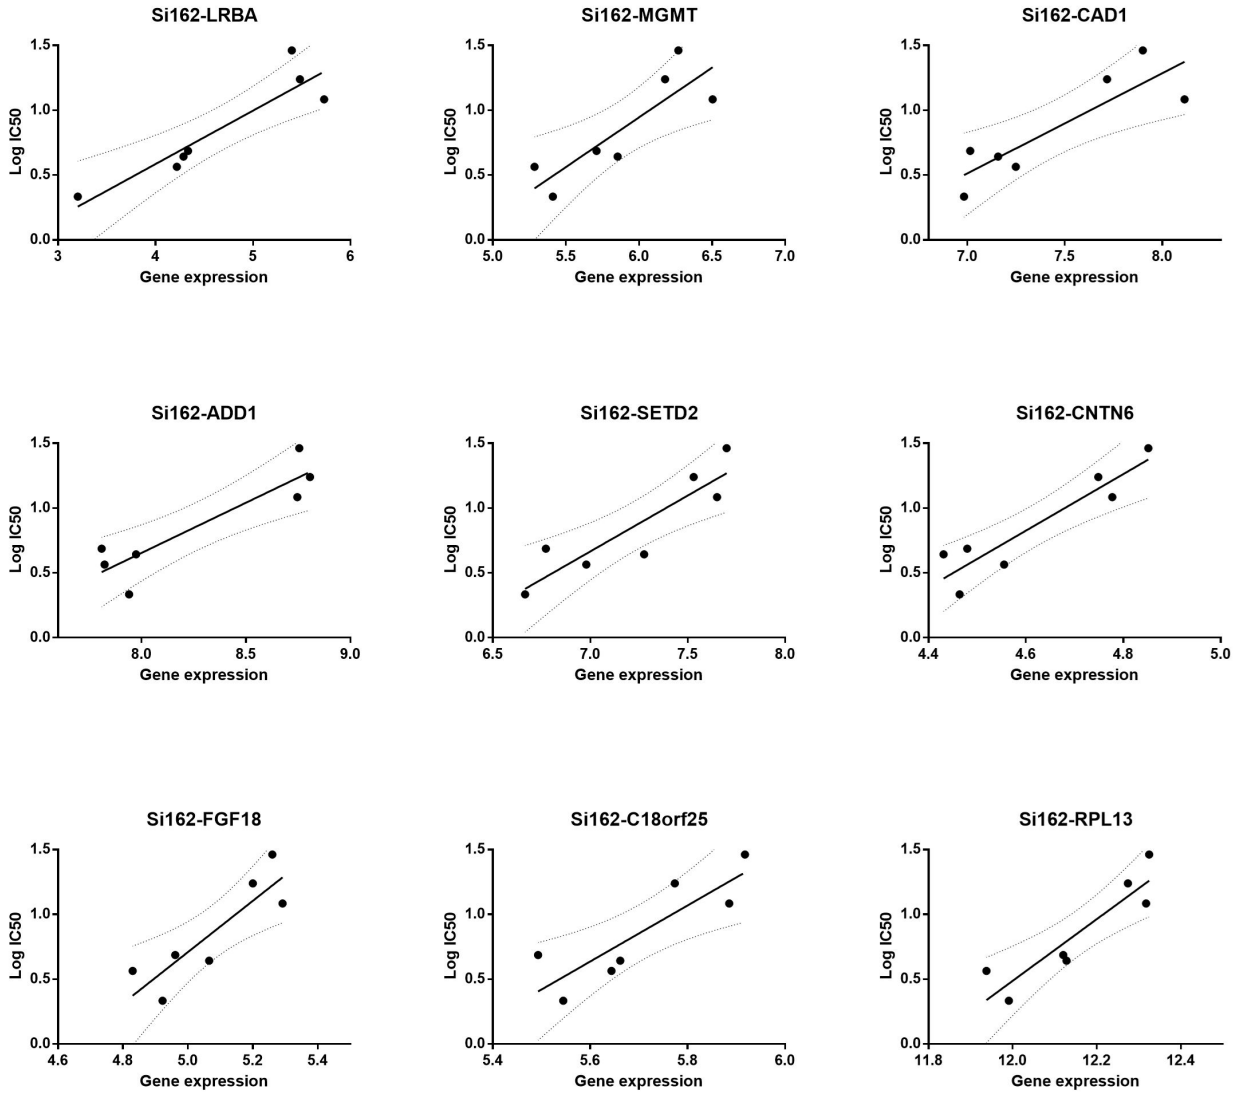 Si162-LRBA
Si162-MGMT
Si162-CAD1
1.5
1.0
0.5
0.0
Log IC50
3
4
5
6
Gene expression
1.5
1.0
0.5
0.0
Log IC50
5.0
5.5
6.0
6.5
7.0
Gene expression
1.5
1.0
0.5
0.0
Log IC50
7.0
7.5
8.0
Gene expression
Si162-ADD1
Si162-SETD2
Si162-CNTN6
1.5
1.0
0.5
0.0
Log IC50
8.0
8.5
9.0
Gene expression
1.5
1.0
0.5
0.0
Log IC50
6.5
7.0
7.5
8.0
Gene expression
1.5
1.0
0.5
0.0
Log IC50
4.4
4.6
4.8
5.0
Gene expression
Si162-FGF18
Si162-C18orf25
Si162-RPL13
1.5
1.0
0.5
0.0
Log IC50
4.6
4.8
5.0
5.2
5.4
Gene expression
1.5
1.0
0.5
0.0
Log IC50
5.4
5.6
5.8
6.0
Gene expression
1.5
1.0
0.5
0.0
Log IC50
11.8
12.0
12.2
12.4
Gene expression